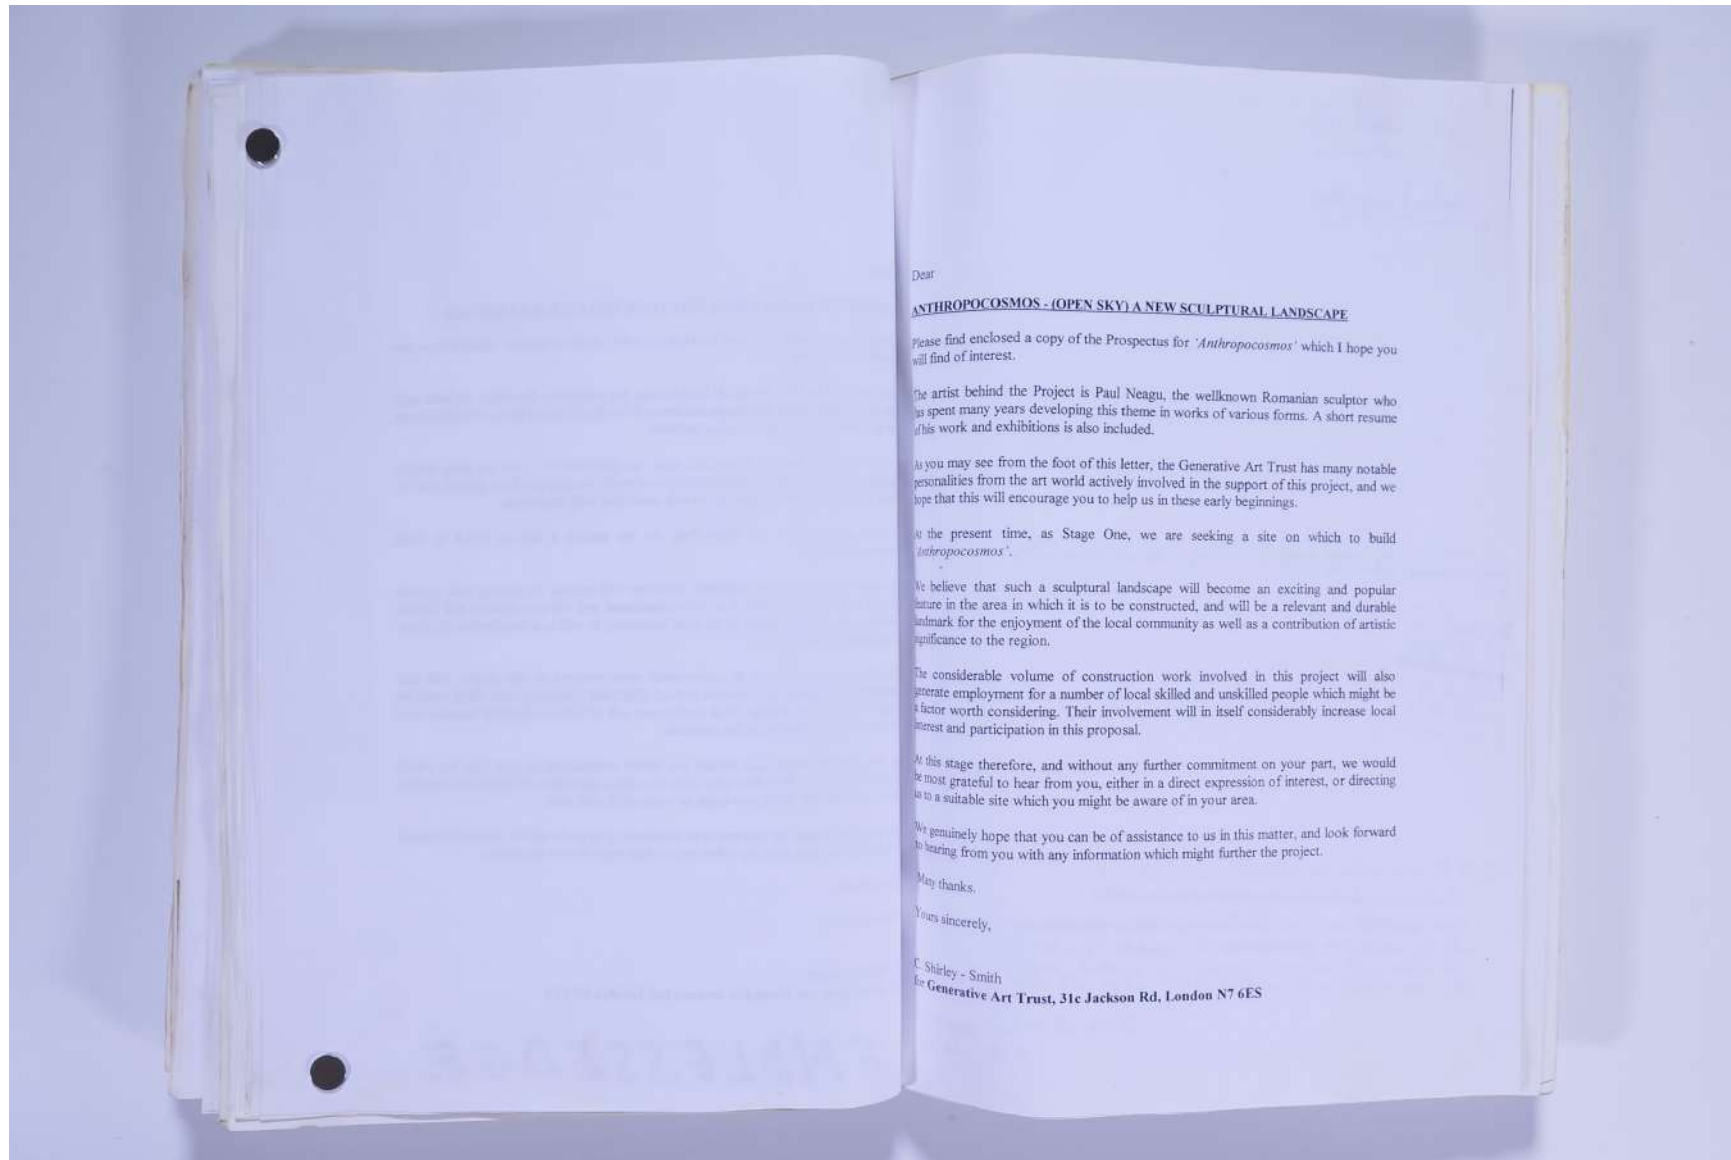 Dear
ANTHROPOCOSMOS - (OPEN SKY) A NEW SCULPTURAL LANDSCAPE
Please find enclosed a copy of the Prospectus for 'Anthropocosmos' which I hope you
will find of interest.
The artist behind the Project is Paul Neagu, the wellknown Romanian sculptor who
has spent many years developing this theme in works of various forms. A short resume
of his work and exhibitions is also included.
As you may see from the foot of this letter, the Generative Art Trust has many notable
personalities from the art world actively involved in the support of this project, and we
hope that this will encourage you to help us in these early beginnings.
At the present time, as Stage One, we are seeking a site on which to build
'Anthropocosmos'.
We believe that such a sculptural landscape will become an exciting and popular
feature in the area in which it is to be constructed, and will be a relevant and durable
landmark for the enjoyment of the local community as well as a contribution of artistic
significance to the region.
The considerable volume of construction work involved in this project will also
generate employment for a number of local skilled and unskilled people which might be
a factor worth considering. Their involvement will in itself considerably increase local
interest and participation in this proposal.
At this stage therefore, and without any further commitment on your part, we would
be most grateful to hear from you, either in a direct expression of interest, or directing
us to a suitable site which you might be aware of in your area.
We genuinely hope that you can be of assistance to us in this matter, and look forward
to hearing from you with any information which might further the project.
Many thanks.
Yours sincerely,
C. Shirley - Smith
for Generative Art Trust, 31c Jackson Rd, London N7 6ES